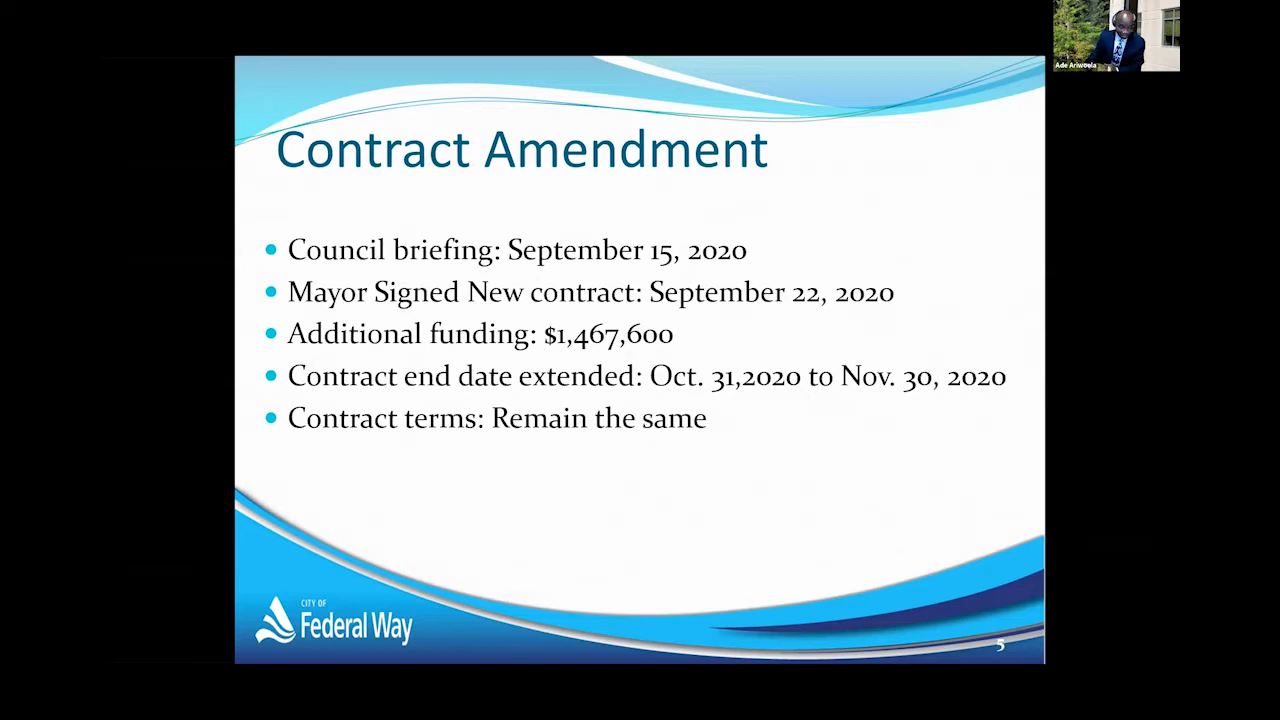 Ade Ariwoola
Contract Amendment
Council briefing: September 15, 2020
Mayor Signed New contract: September 22, 2020
Additional funding: $1,467,600
Contract end date extended: Oct. 31,2020 to Nov. 30, 2020
Contract terms: Remain the same
CITY OF
Federal Way
5